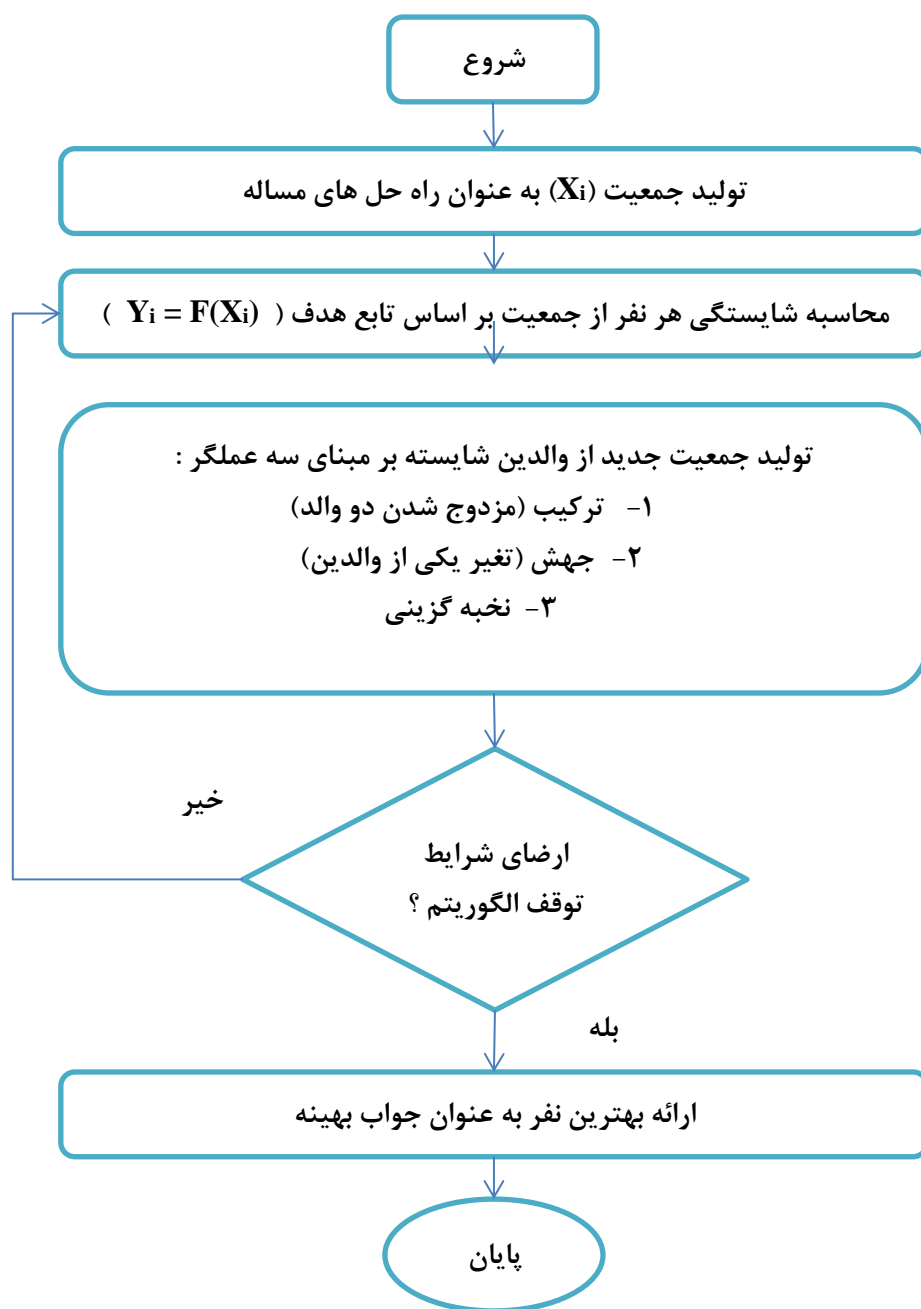 شروع
تولید جمعیت (Xi) به عنوان راه حل های مساله
محاسبه شایستگی هر نفر از جمعیت بر اساس تابع هدف ( Yi = F(Xi) )
تولید جمعیت جدید از والدین شایسته بر مبنای سه عملگر :
۱- ترکیب (مزدوج شدن دو والد)
۲- جهش (تغیر یکی از والدین)
۳- نخبه گزینی
خیر
ارضای شرایط
توقف الگوریتم ؟
بله
ارائه بهترین نفر به عنوان جواب بهینه
پایان